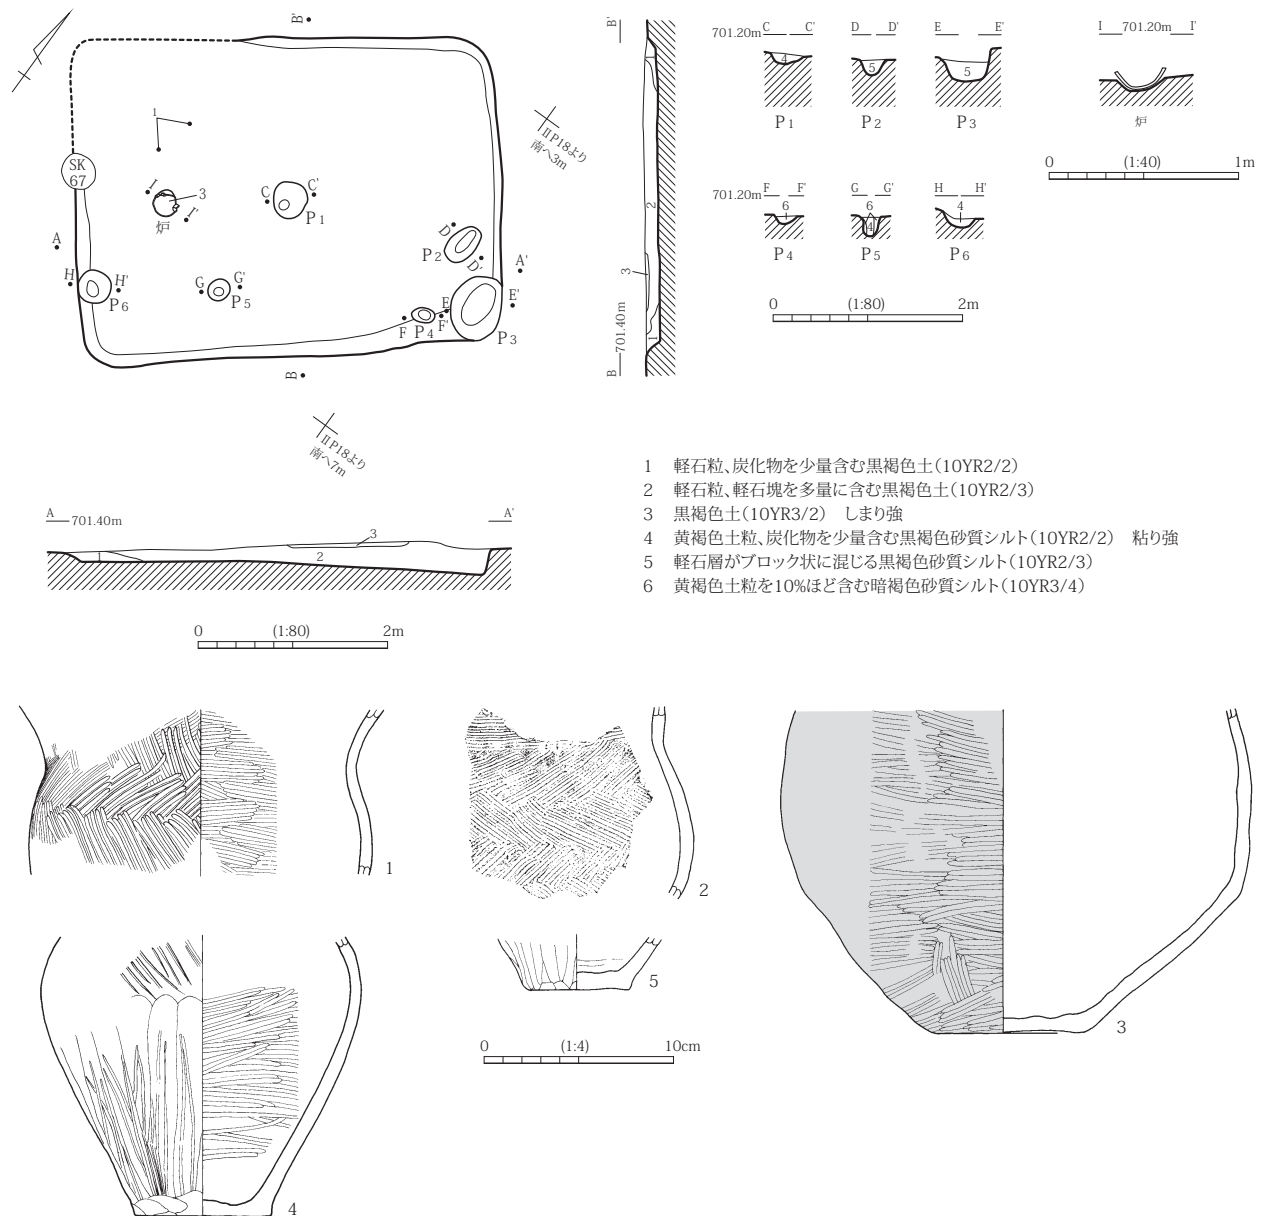 B'
1
SK
67
I
3
I'
炉
C
C'
P1
A
H
H'
P6
G
G'
P5
D
P2
D'
A'
E
E'
F
P4
F'
P3
B
ⅡP18より
南へ3m
ⅡP18より
南へ7m
B'
2
3
1
B
701.40m
701.20m
C C'
4
P1
D D'
5
P2
E E'
5
P3
I 701.20m I'
炉
0 (1:40) 1m
701.20m
F F'
6
P4
G G'
6
4
P5
H H'
4
P6
0 (1:80) 2m
A
701.40m
A'
1
2
3
0 (1:80) 2m
1 軽石粒、炭化物を少量含む黒褐色土(10YR2/2)
2 軽石粒、軽石塊を多量に含む黒褐色土(10YR2/3)
3 黒褐色土(10YR3/2) しまり強
4 黄褐色土粒、炭化物を少量含む黒褐色砂質シルト(10YR2/2) 粘り強
5 軽石層がブロック状に混じる黒褐色砂質シルト(10YR2/3)
6 黄褐色土粒を10%ほど含む暗褐色砂質シルト(10YR3/4)
1
2
3
4
5
0 (1:4) 10cm